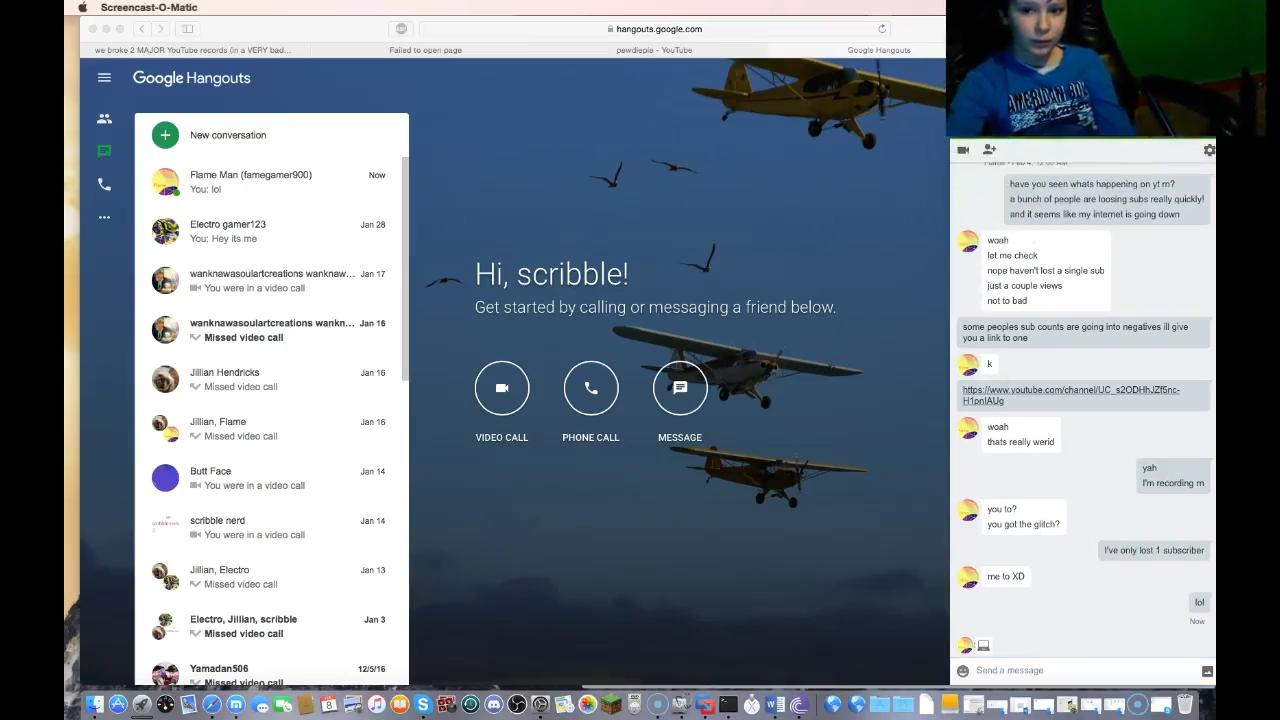 Screencast-O-Matic
hangouts.google.com
we broke 2 MAJOR YouTube records (in a VERY bad...
Failed to open page
pewdiepie - YouTube
Google Hangouts
Google Hangouts
New conversation
Flame Man (famegamer900)
Now
You: lol
Electro gamer123
Jan 28
You: Hey its me
wanknawasoulartcreations wanknaw...
Jan 17
You were in a video call
wanknawasoulartcreations wankn...
Jan 16
Missed video call
Jillian Hendricks
Jan 16
Missed video call
Jillian, Flame
Jan 16
Missed video call
Butt Face
Jan 14
You were in a video call
scribble nerd
Jan 14
You were in a video call
Jillian, Electro
Jan 13
Missed video call
Electro, Jillian, scribble
Jan 3
Missed video call
Yamadan506
12/5/16
Missed video call
Hi, scribble!
Get started by calling or messaging a friend below.
VIDEO CALL
PHONE CALL
MESSAGE
AMERICAN
have you seen whats happening on yt rn?
a bunch of people are loosing subs really quickly!
and it seems like my internet is going down
woah
let me check
nope haven't lost a single sub
just a couple views
not to bad
some peoples sub counts are going into negatives ill give
you a link to one
k
https://www.youtube.com/channel/UC_s2ODHhJZf5nc-
H1pnIAUg
woah
thats really werid
yah
I'm recording rn
you to?
you got the glitch?
I've only lost 1 subscriber
me to XD
lol
Now
Send a message